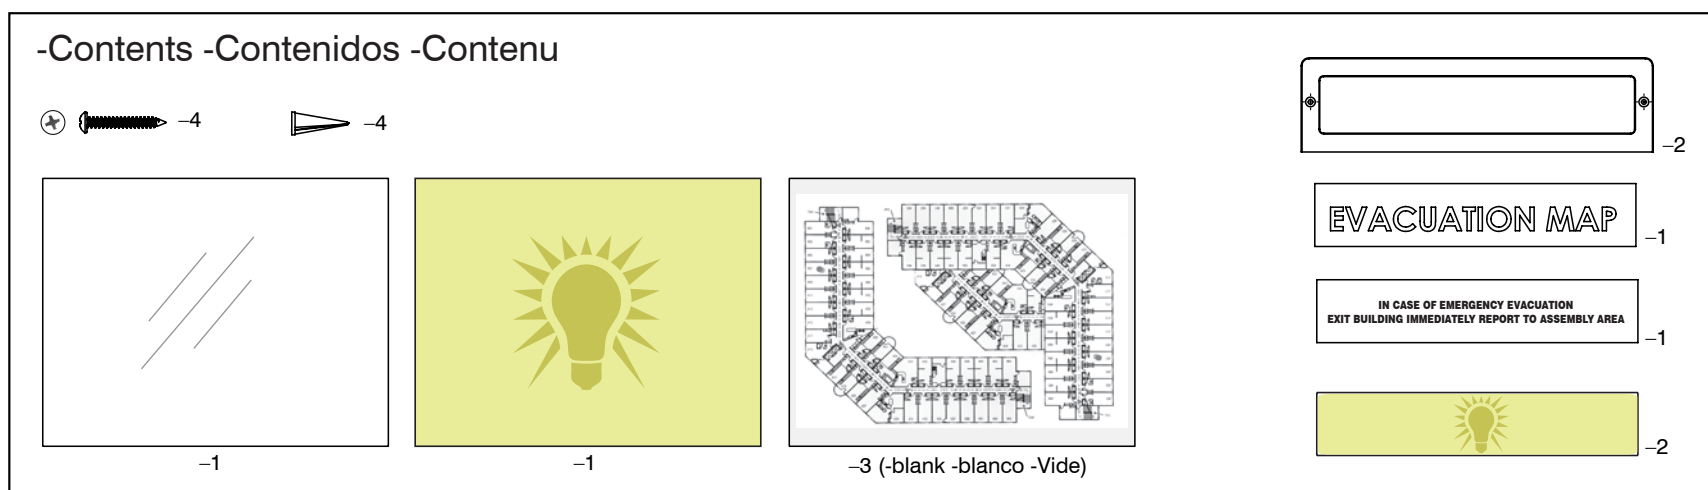 -Contents -Contenidos -Contenu
–4
–4
–1
–1
–3 (-blank -blanco -Vide)
–2
EVACUATION MAP
–1
IN CASE OF EMERGENCY EVACUATION
EXIT BUILDING IMMEDIATELY REPORT TO ASSEMBLY AREA
–1
–2